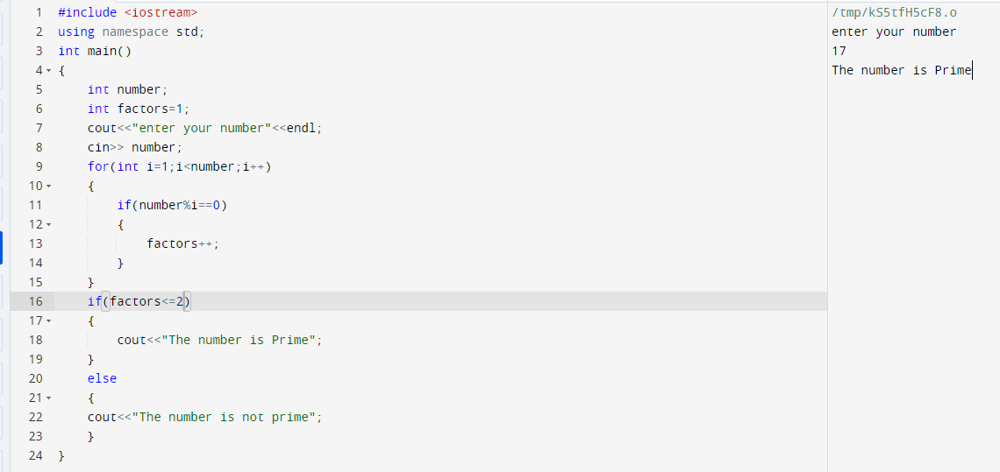 1 #include <iostream>
2 using namespace std;
3 int main()
4 {
5 int number;
6 int factors=1;
7 cout<<"enter your number"<<endl;
8 cin>> number;
9 for(int i=1;i<number;i++)
10 {
11 if(number%i==0)
12 {
13 factors++;
14 }
15 }
16 if(factors<=2)
17 {
18 cout<<"The number is Prime";
19 }
20 else
21 {
22 cout<<"The number is not prime";
23 }
24 }
/tmp/kS5tfH5cF8.o
enter your number
17
The number is Prime